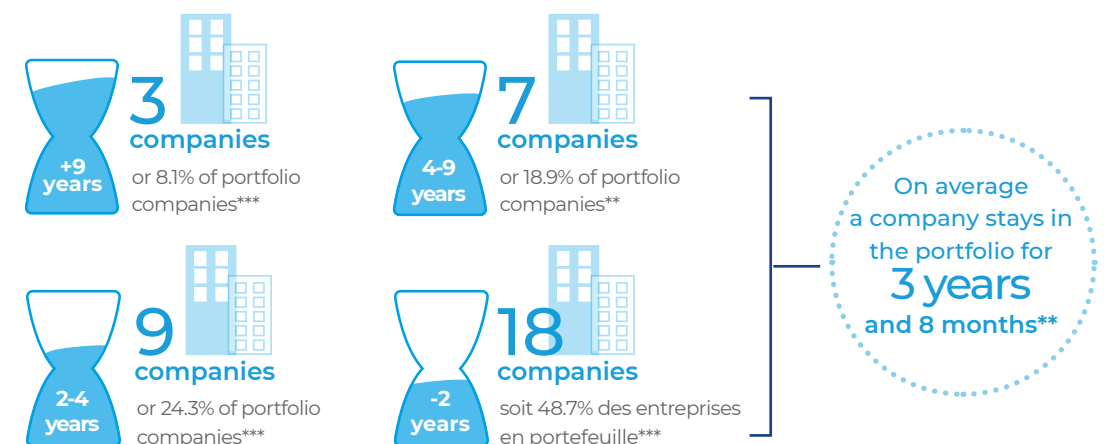 3
companies
+9
years
or 8.1% of portfolio
companies***
7
companies
4-9
years
or 18.9% of portfolio
companies**
9
companies
2-4
years
or 24.3% of portfolio
companies***
18
companies
-2
years
soit 48.7% des entreprises
en portefeuille***
On average
a company stays in
the portfolio for
3 years
and 8 months**